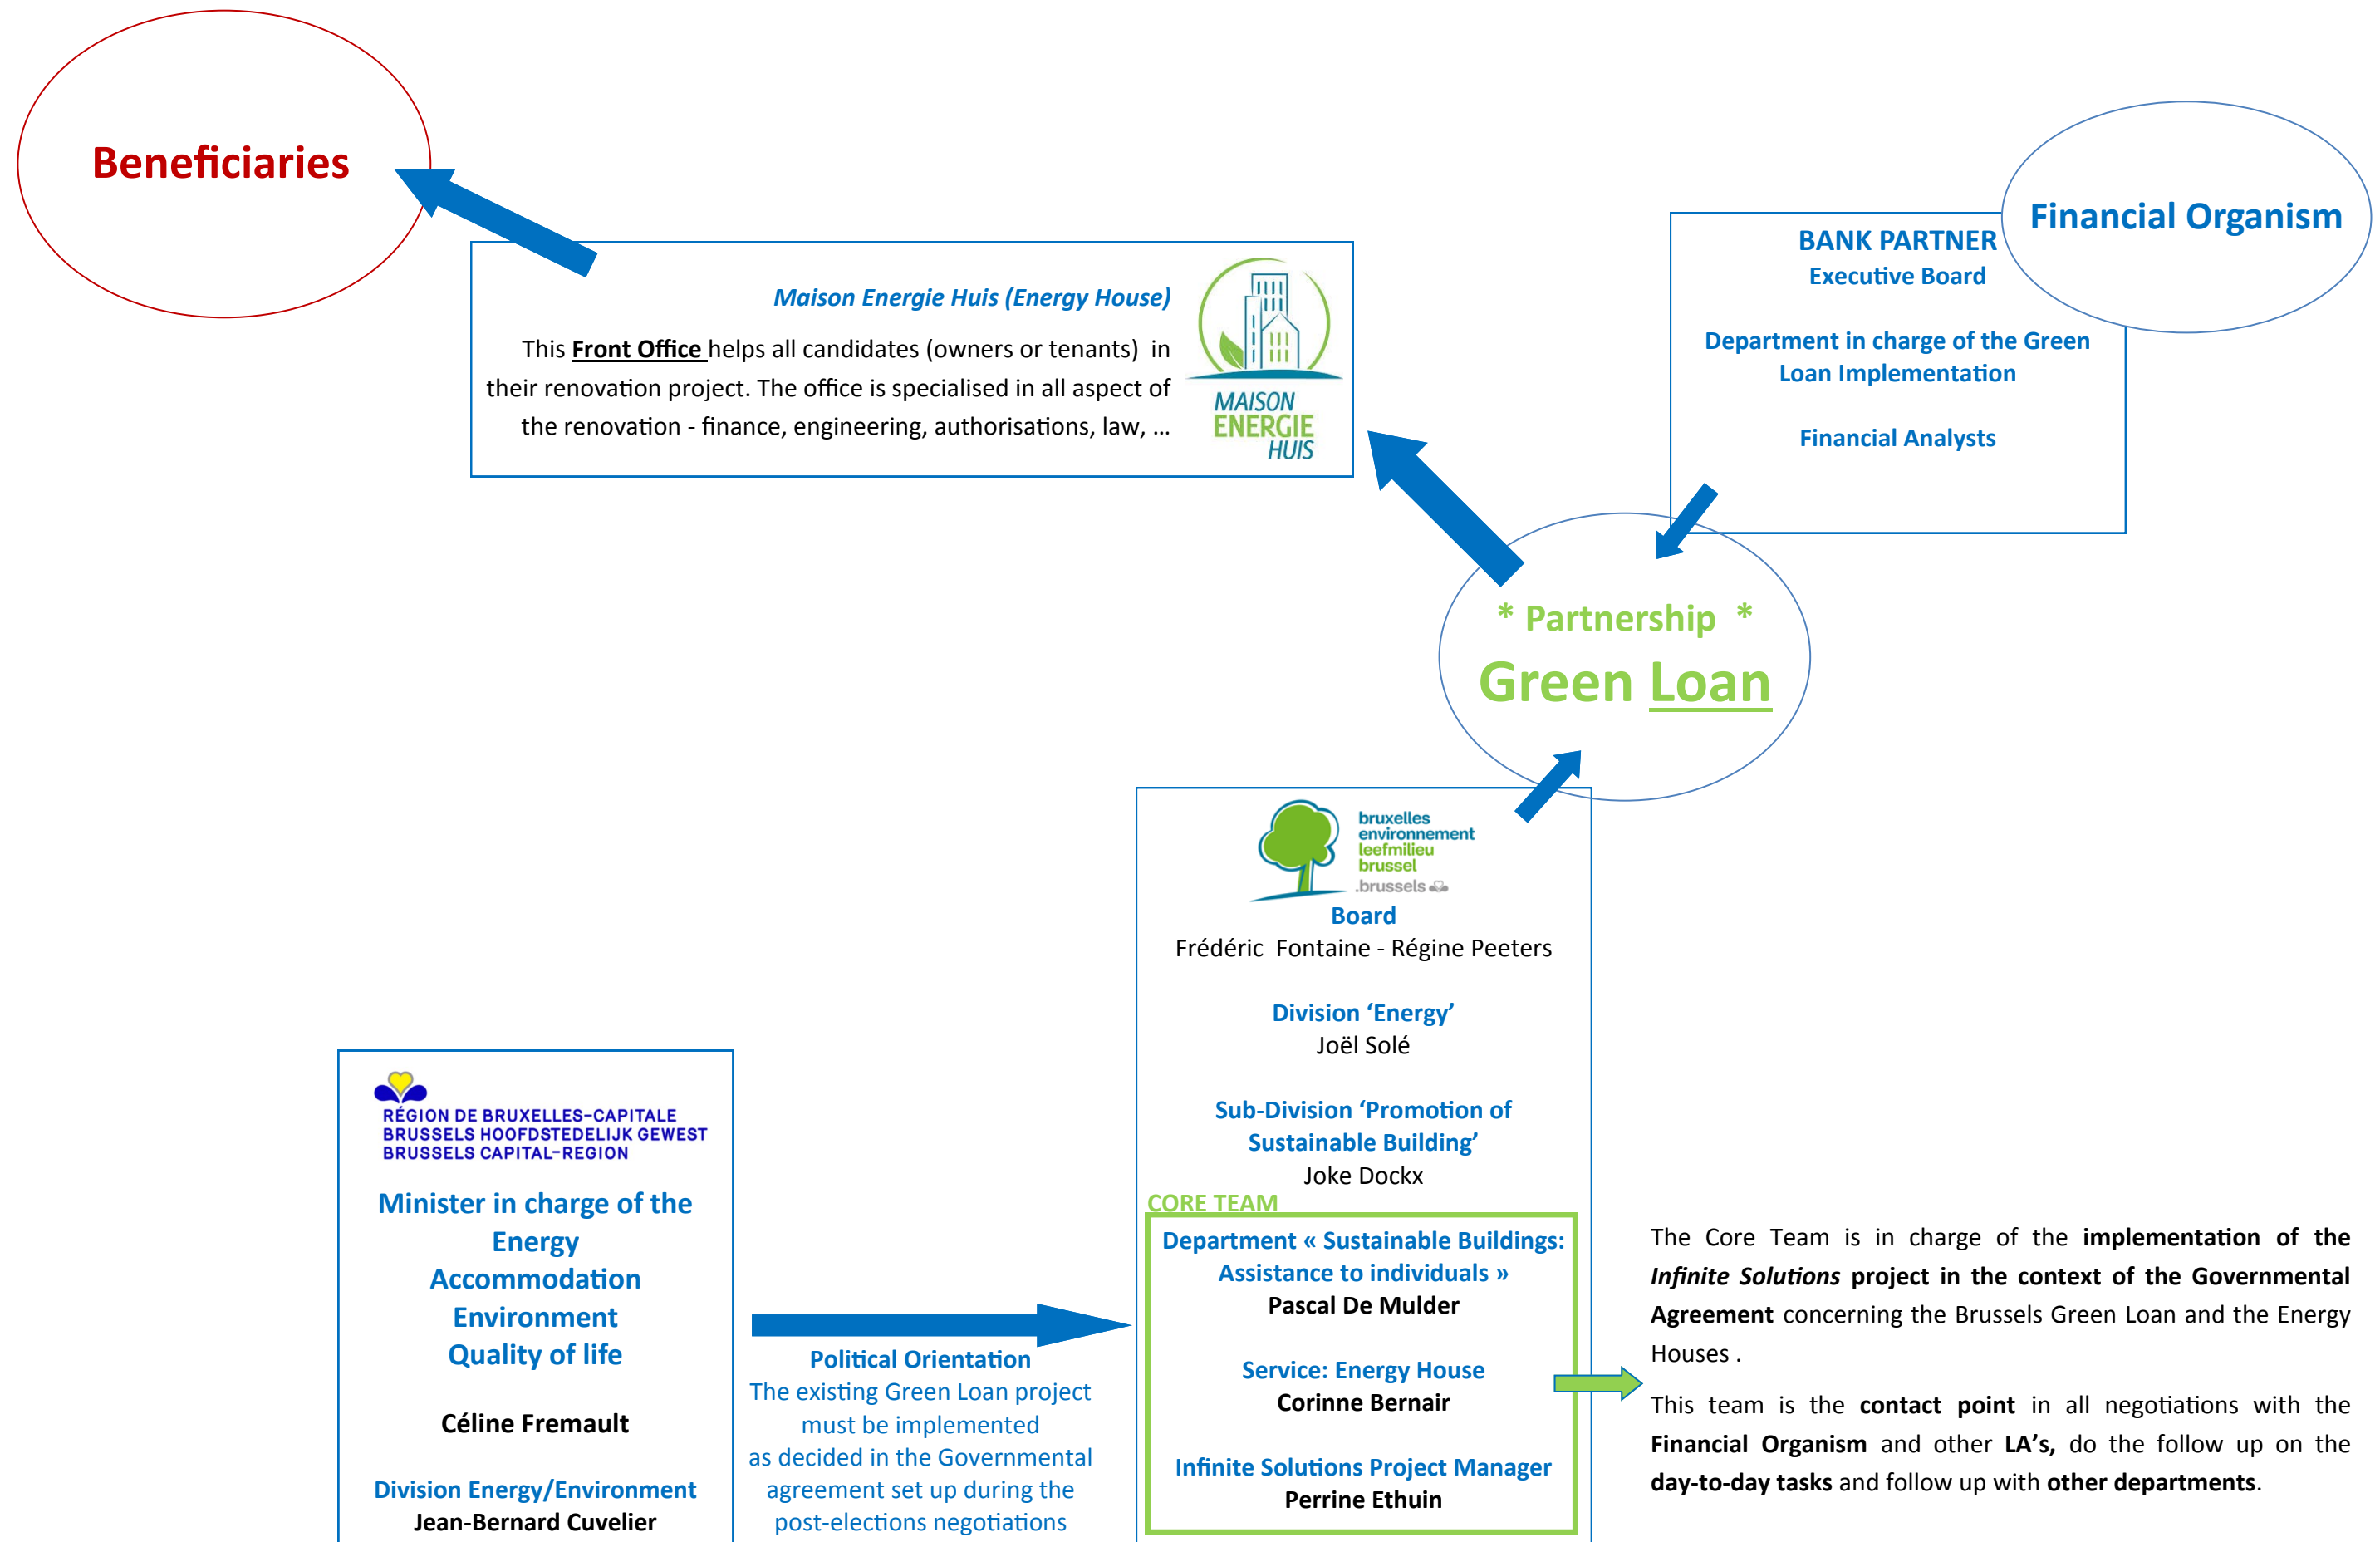 Beneficiaries
Financial Organism
BANK PARTNER
Executive Board
Department in charge of the Green
Loan Implementation
Financial Analysts
Maison Energie Huis (Energy House)
This Front Office helps all candidates (owners or tenants) in
their renovation project. The office is specialised in all aspect of
the renovation - finance, engineering, authorisations, law, ...
MAISON
ENERGIE
HUIS
* Partnership *
Green Loan
bruxelles
environnement
leefmilieu
brussel
.brussels
Board
Frédéric Fontaine - Régine Peeters
Division ‘Energy’
Joël Solé
Sub-Division ‘Promotion of
Sustainable Building’
Joke Dockx
CORE TEAM
Department « Sustainable Buildings:
Assistance to individuals »
Pascal De Mulder
Service: Energy House
Corinne Bernair
Infinite Solutions Project Manager
Perrine Ethuin
RÉGION DE BRUXELLES-CAPITALE
BRUSSELS HOOFDSTEDELIJK GEWEST
BRUSSELS CAPITAL-REGION
Minister in charge of the
Energy
Accommodation
Environment
Quality of life
Céline Fremault
Division Energy/Environment
Jean-Bernard Cuvelier
Political Orientation
The existing Green Loan project
must be implemented
as decided in the Governmental
agreement set up during the
post-elections negotiations
The Core Team is in charge of the implementation of the
Infinite Solutions project in the context of the Governmental
Agreement concerning the Brussels Green Loan and the Energy
Houses .
This team is the contact point in all negotiations with the
Financial Organism and other LA’s, do the follow up on the
day-to-day tasks and follow up with other departments.